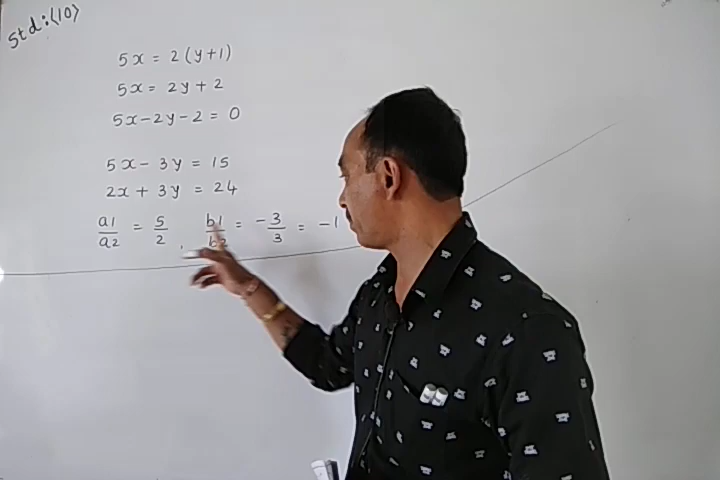 Std:(10)
5x = 2(y+1)
5x = 2y + 2
5x-2y-2 = 0
5x - 3y = 15
2x + 3y = 24
a1/a2 = 5/2 , b1/b2 = -3/3 = -1